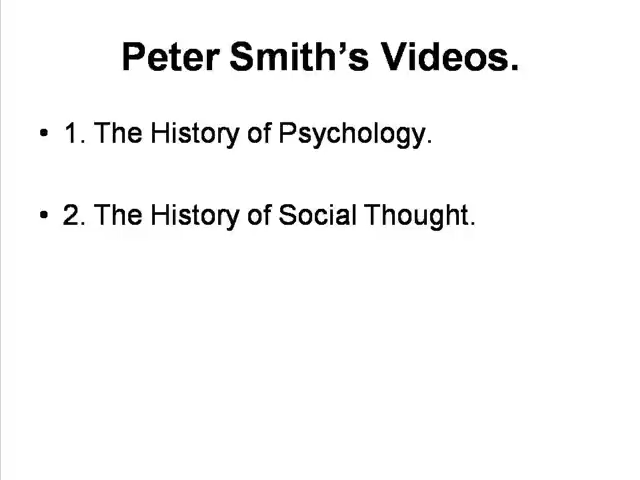 Peter Smith’s Videos.
• 1. The History of Psychology.
• 2. The History of Social Thought.